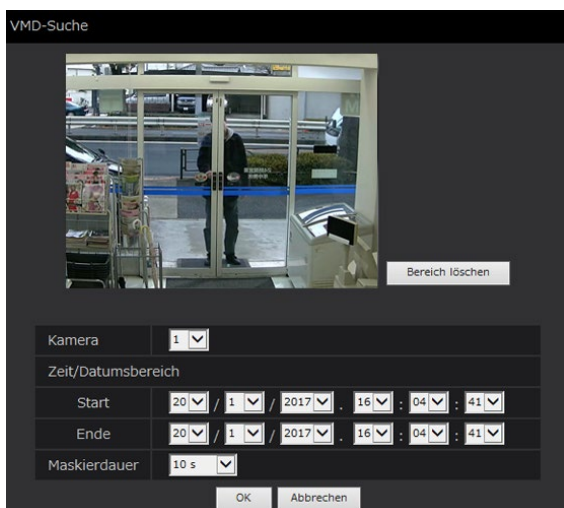 VMD-Suche
Bereich löschen
Kamera 1
Zeit/Datumsbereich
Start 20 / 1 / 2017 . 16 : 04 : 41
Ende 20 / 1 / 2017 . 16 : 04 : 41
Maskierdauer 10 s
OK Abbrechen